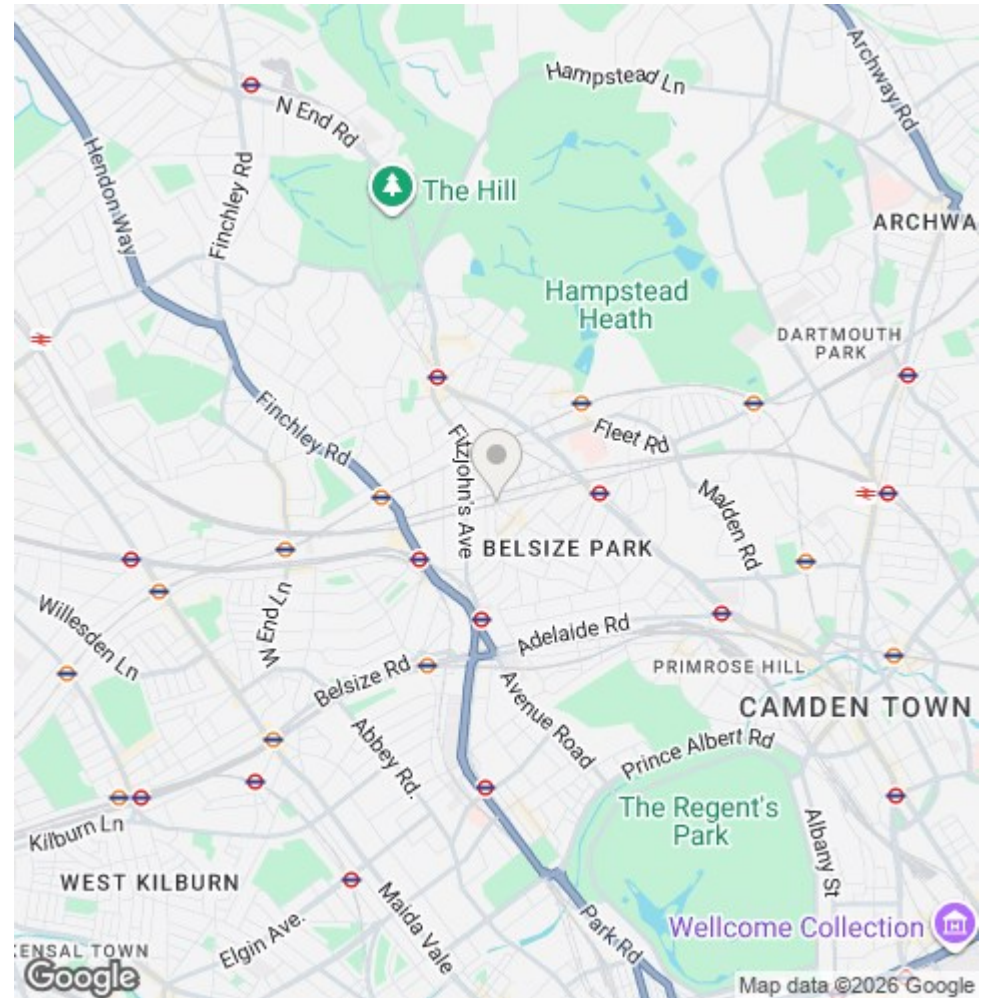 Hampstead Ln
Archway Rd
N End Rd
Hendon Way
Finchley Rd
The Hill
ARCHWA
Hampstead
Heath
DARTMOUTH
PARK
Finchley Rd
Fitzjohn's Ave
Fleet Rd
Malden Rd
BELSIZE PARK
Willesden Ln
W End Ln
Adelaide Rd
Belsize Rd
PRIMROSE HILL
Avenue Road
CAMDEN TOWN
Abbey Rd.
Prince Albert Rd
The Regent's
Park
Albany St
Kilburn Ln
WEST KILBURN
Maida Vale
Elgin Ave.
Park Rd
Wellcome Collection
KENSAL TOWN
Google
Map data ©2026 Google